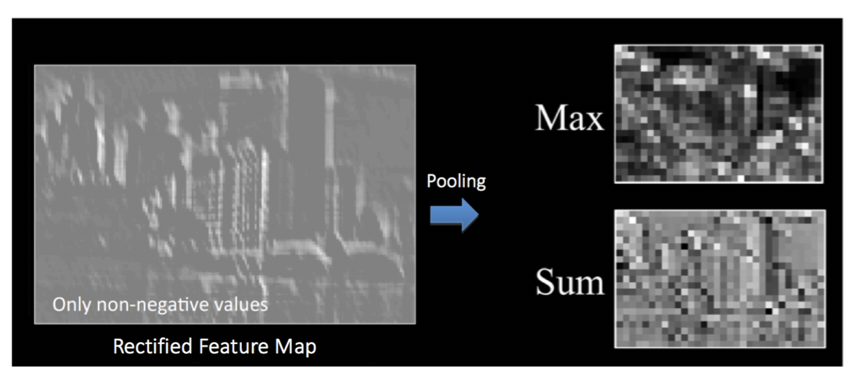 Only non-negative values
Rectified Feature Map
Pooling
Max
Sum